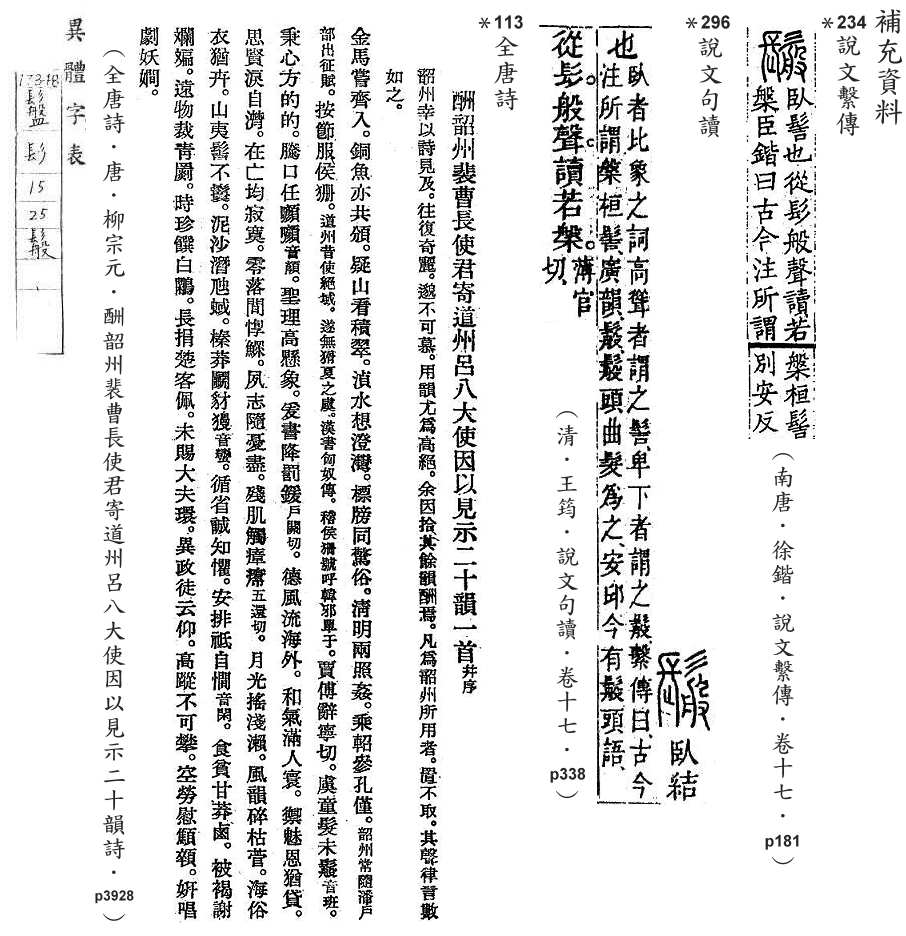 補充資料
*234
說文繫傳
臥髻也從髟般聲讀若
槃臣鍇曰古今注所謂
槃桓髻
別安反
（南唐．徐鍇．說文繫傳．卷十七．p181）
*296
說文句讀
臥結
也
臥者比象之詞高聳者謂之髻卑下者謂之鬆繫傳曰古今
注所謂槃桓髻廣韻鬆鬆頭曲髮為之安邱今有鬆頭語
從髟般聲讀若槃。薄官
切
（清．王筠．說文句讀．卷十七．p338）
*113
全唐詩
酬韶州裴曹長使君寄道州呂八大使因以見示二十韻一首并序
韶州幸以詩見及。往復奇麗。邈不可慕。用韻尤為高絕。余因拾其餘韻酬焉。凡為韶州所用者。置不取。其聲律言數
如之。
金馬嘗齊入。銅魚亦共頒。疑山看積翠。湞水想澄灣。標牓同驚俗。清明兩照姦。乘軺參孔僅。韶州常隨潘戶
部出征賦。按節服侯狦。道州昔使絕域。遂無猾夏之虞。漢書匈奴傳。稽侯狦號呼韓邪單于。賈傅辭寧切。虞童髮未鬆音班。
秉心方的的。騰口任顐顐音顏。聖理高懸象。爰書降罰鍰戶關切。德風流海外。和氣滿人寰。禦魅恩猶貸。
思賢淚自潸。在亡均寂寞。零落間惸鰥。夙志隨憂盡。殘肌觸瘴𤸷五還切。月光搖淺瀨。風韻碎枯菅。海俗
衣猶卉。山夷髻不鬟。泥沙潛虺蜮。榛莽鬬豺獌音蠻。循省誠知懼。安排祗自憪音閑。食貧甘莽鹵。被褐謝
斕斒。遠物裁青罽。時珍饌白鷴。長捐楚客佩。未賜大夫環。異政徒云仰。高蹤不可攀。空勞慰顦顇。妍唱
劇妖嫺。
（全唐詩．唐．柳宗元．酬韶州裴曹長使君寄道州呂八大使因以見示二十韻詩．p3928）
異體字表
髟
15
25